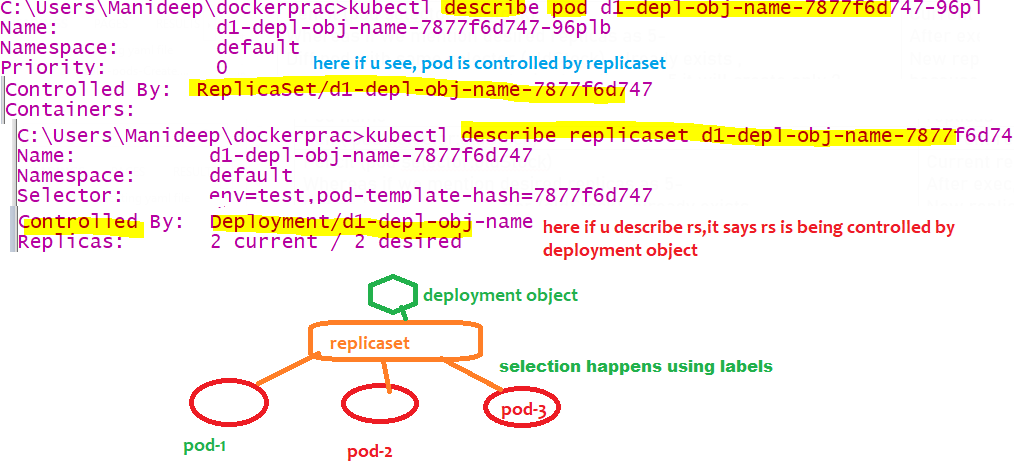 C:\Users\Manideep\dockerprac>kubectl describe pod d1-depl-obj-name-7877f6d747-96pl
Name: d1-depl-obj-name-7877f6d747-96plb
Namespace: default
Priority: 0
here if u see, pod is controlled by replicaset
Controlled By: ReplicaSet/d1-depl-obj-name-7877f6d747
Containers:
C:\Users\Manideep\dockerprac>kubectl describe replicaset d1-depl-obj-name-7877f6d74
Name: d1-depl-obj-name-7877f6d747
Namespace: default
Selector: env=test,pod-template-hash=7877f6d747
Controlled By: Deployment/d1-depl-obj-name
Replicas: 2 current / 2 desired
here if u describe rs,it says rs is being controlled by
deployment object
deployment object
replicaset
selection happens using labels
pod-3
pod-1
pod-2